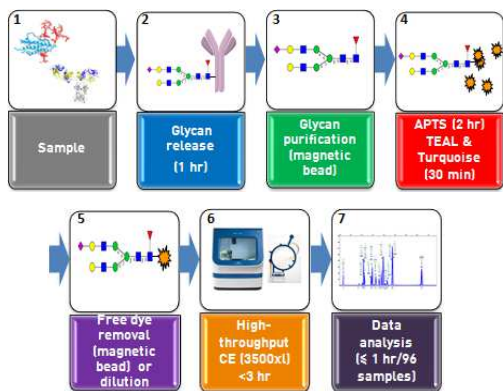 1
2
3
4
Sample
Glycan
release
(1 hr)
Glycan
purification
(magnetic
bead)
APTS (2 hr)
TEAL &
Turquoise
(30 min)
5
6
7
Free dye
removal
(magnetic
bead) or
dilution
High-
throughput
CE (3500xl)
<3 hr
Data
analysis
(≤ 1 hr/96
samples)